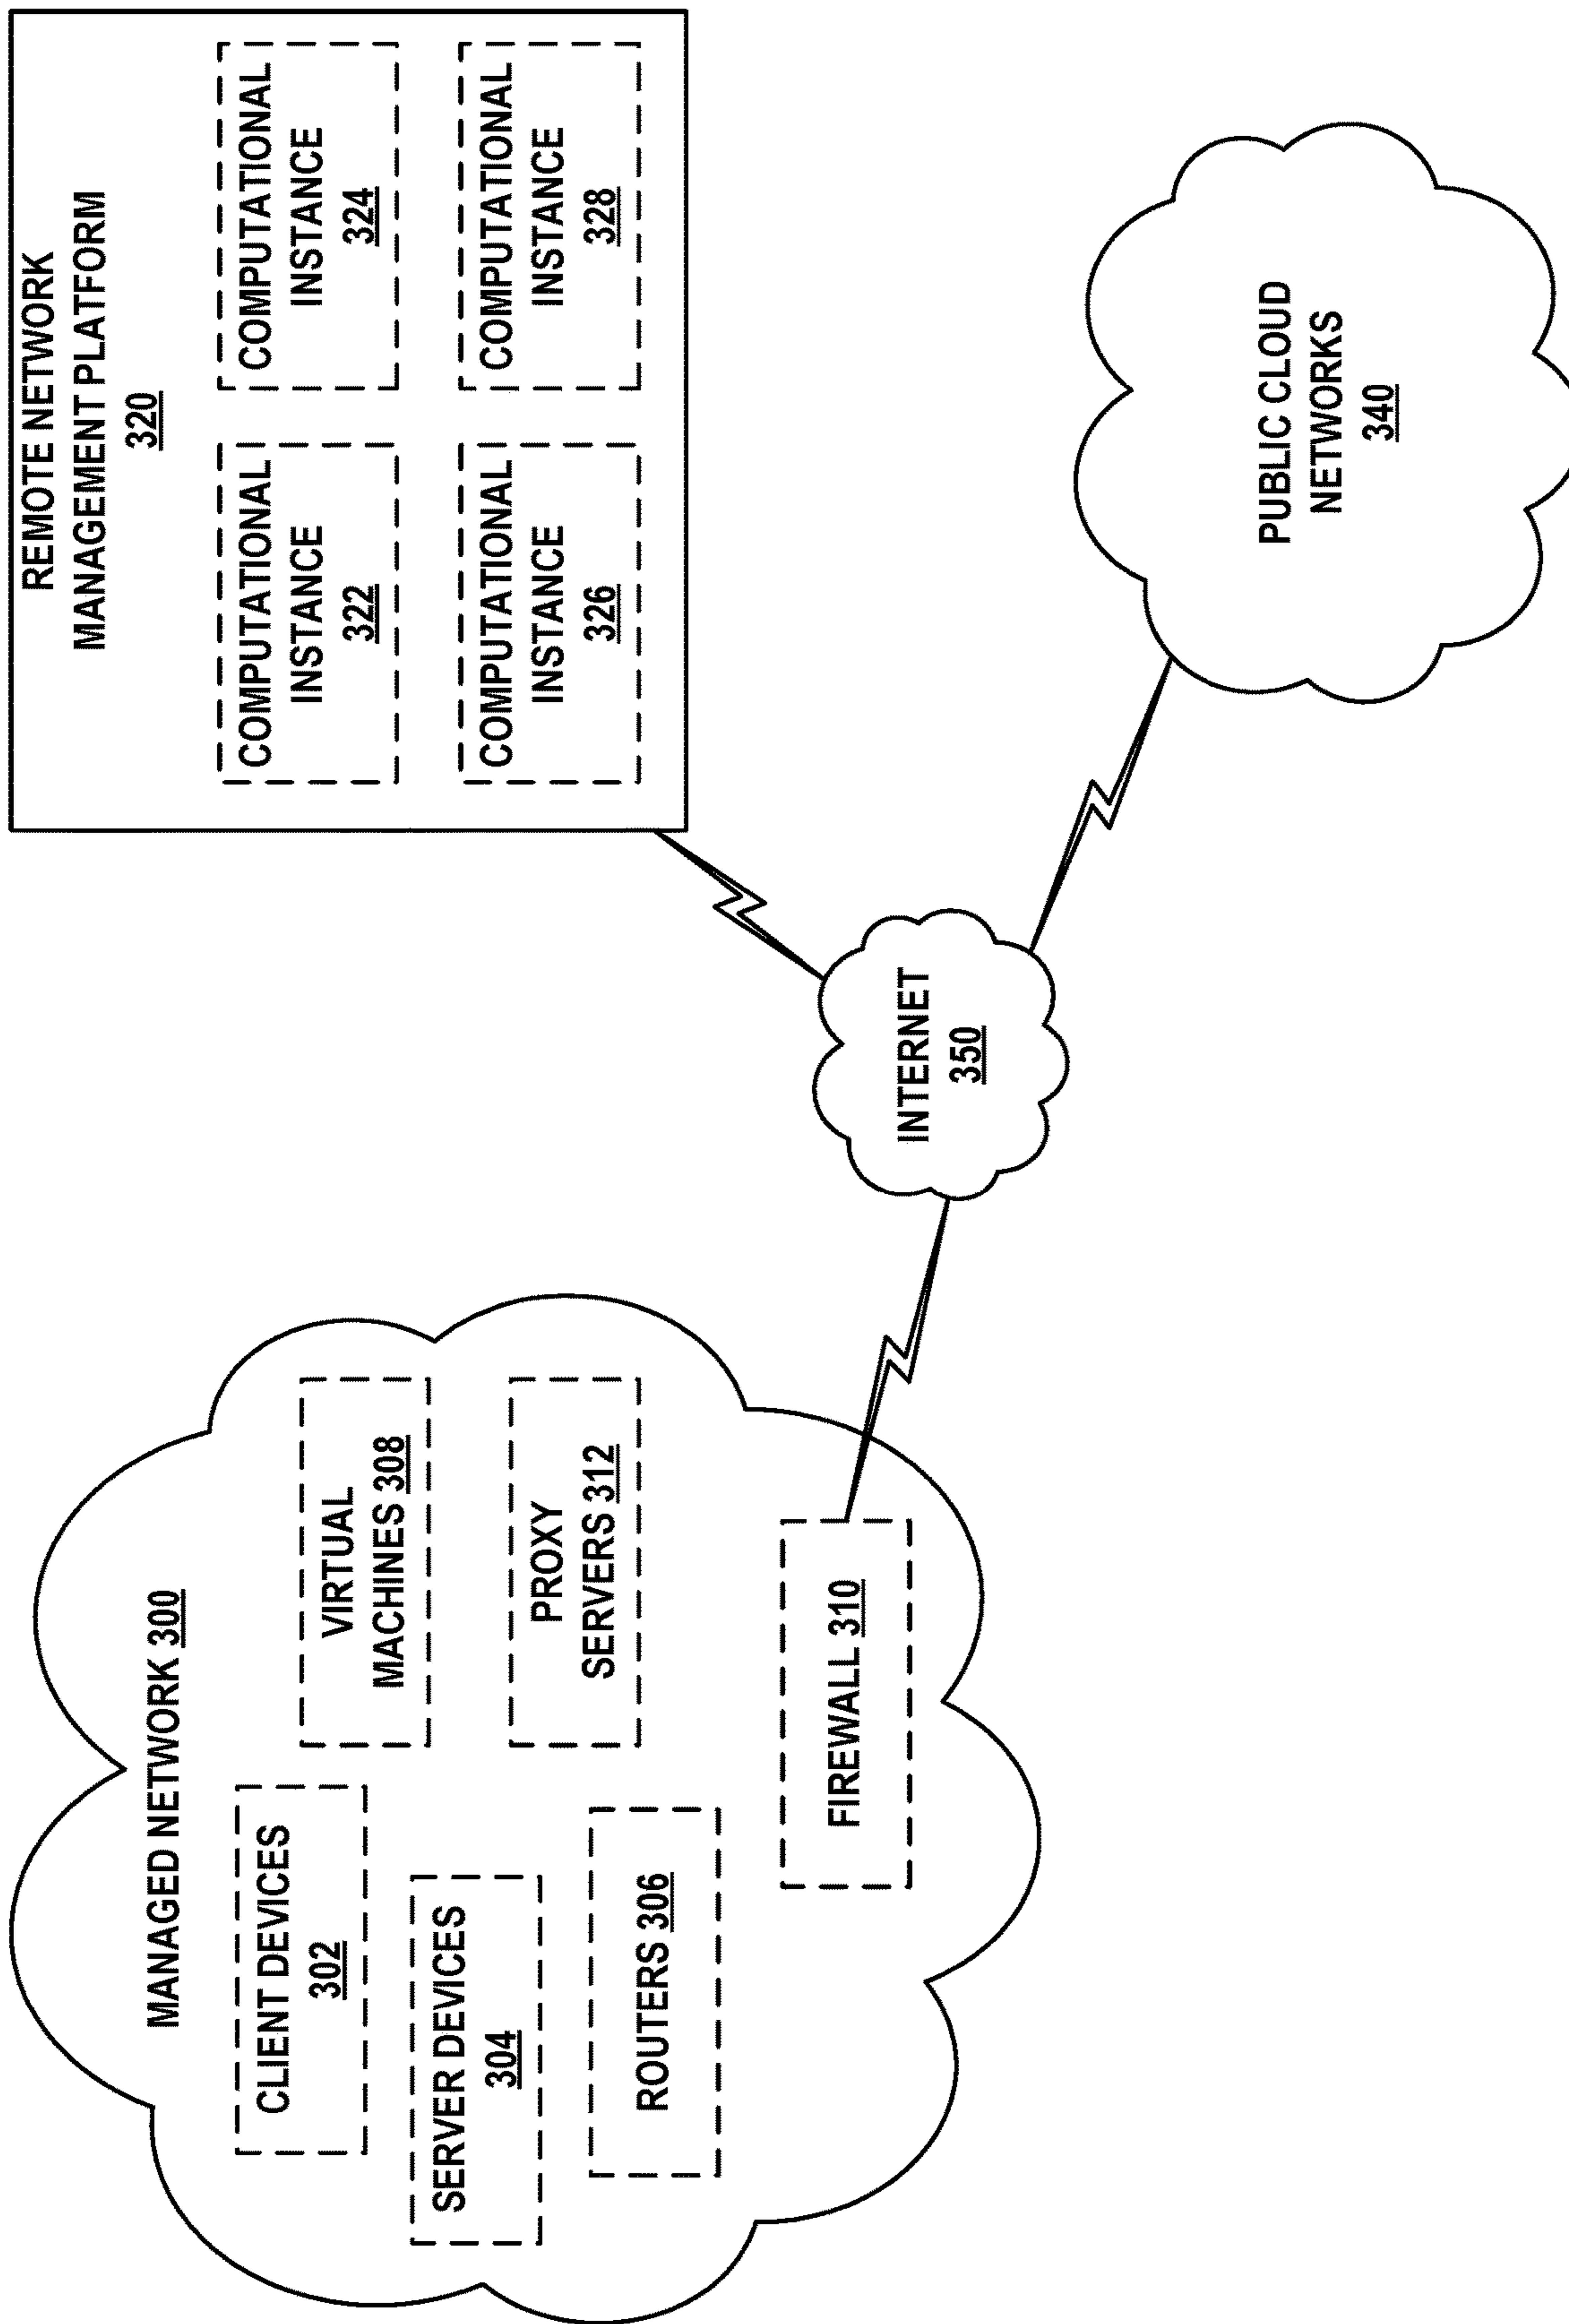 MANAGED NETWORK 300
CLIENT DEVICES
302
SERVER DEVICES
304
ROUTERS 306
VIRTUAL
MACHINES 308
PROXY
SERVERS 312
FIREWALL 310
INTERNET
350
REMOTE NETWORK
MANAGEMENT PLATFORM
320
COMPUTATIONAL
INSTANCE
322
COMPUTATIONAL
INSTANCE
324
COMPUTATIONAL
INSTANCE
326
COMPUTATIONAL
INSTANCE
328
PUBLIC CLOUD
NETWORKS
340